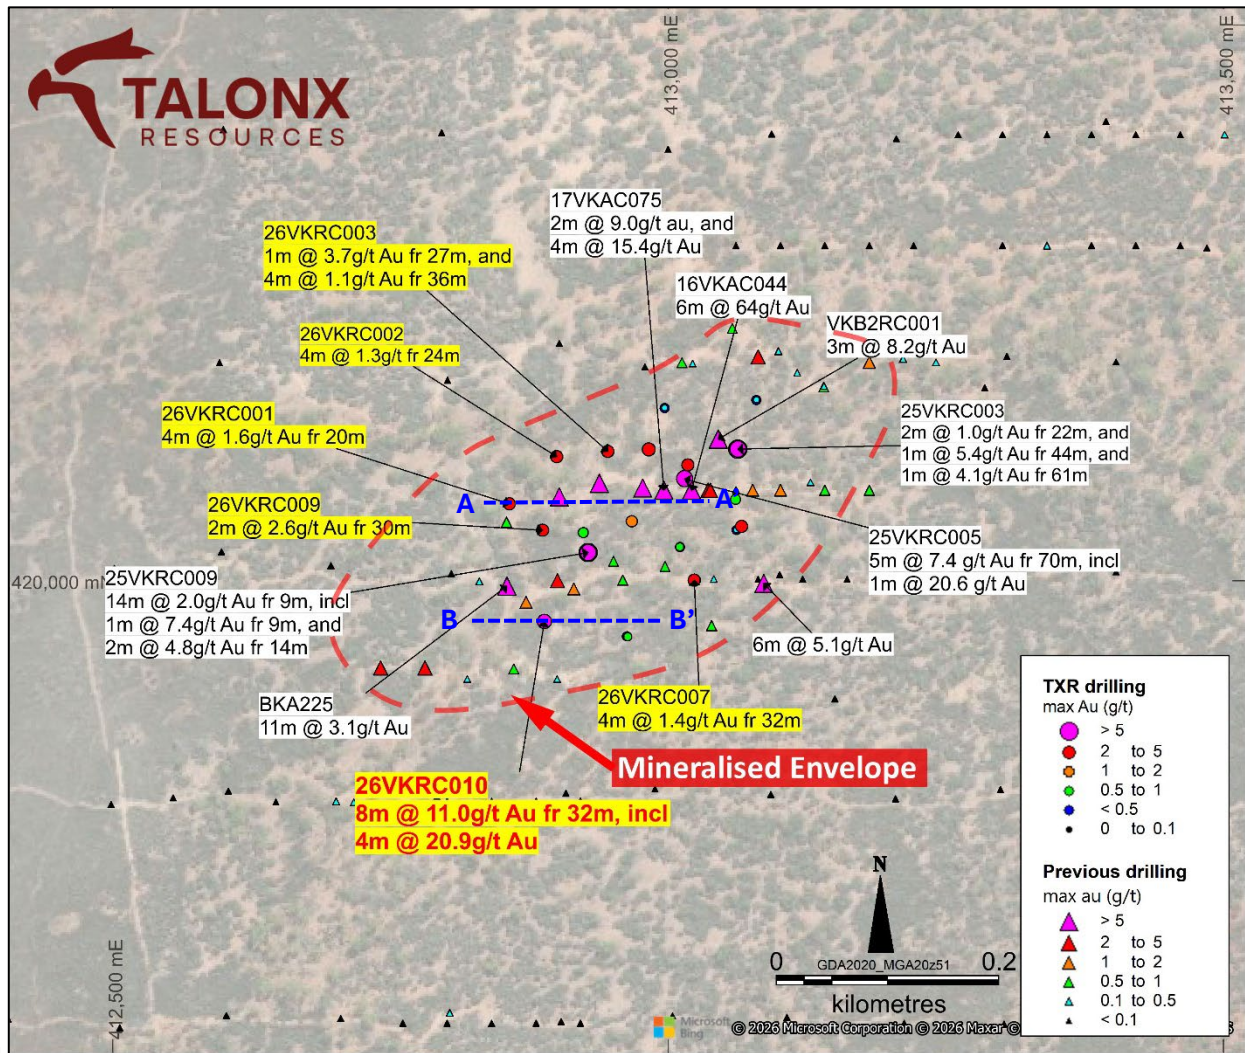 TALONX
RESOURCES
413,000 mE
413,500 mE
17VKAC075
2m @ 9.0g/t au, and
4m @ 15.4g/t Au
26VKRC003
1m @ 3.7g/t Au fr 27m, and
4m @ 1.1g/t Au fr 36m
16VKAC044
6m @ 64g/t Au
VKB2RC001
3m @ 8.2g/t Au
26VKRC002
4m @ 1.3g/t fr 24m
26VKRC001
4m @ 1.6g/t Au fr 20m
25VKRC003
2m @ 1.0g/t Au fr 22m, and
1m @ 5.4g/t Au fr 44m, and
1m @ 4.1g/t Au fr 61m
A
A'
26VKRC009
2m @ 2.6g/t Au fr 30m
25VKRC005
5m @ 7.4 g/t Au fr 70m, incl
1m @ 20.6 g/t Au
420,000 mN
25VKRC009
14m @ 2.0g/t Au fr 9m, incl
1m @ 7.4g/t Au fr 9m, and
2m @ 4.8g/t Au fr 14m
B
B’
6m @ 5.1g/t Au
BKA225
11m @ 3.1g/t Au
26VKRC007
4m @ 1.4g/t Au fr 32m
Mineralised Envelope
26VKRC010
8m @ 11.0g/t Au fr 32m, incl
4m @ 20.9g/t Au
TXR drilling
max Au (g/t)
> 5
2 to 5
1 to 2
0.5 to 1
< 0.5
0 to 0.1
Previous drilling
max au (g/t)
> 5
2 to 5
1 to 2
0.5 to 1
0.1 to 0.5
< 0.1
N
0 0.2
GDA2020_MGA20z51
kilometres
412,500 mE
Microsoft
Bing
© 2026 Microsoft Corporation © 2026 Maxar ©